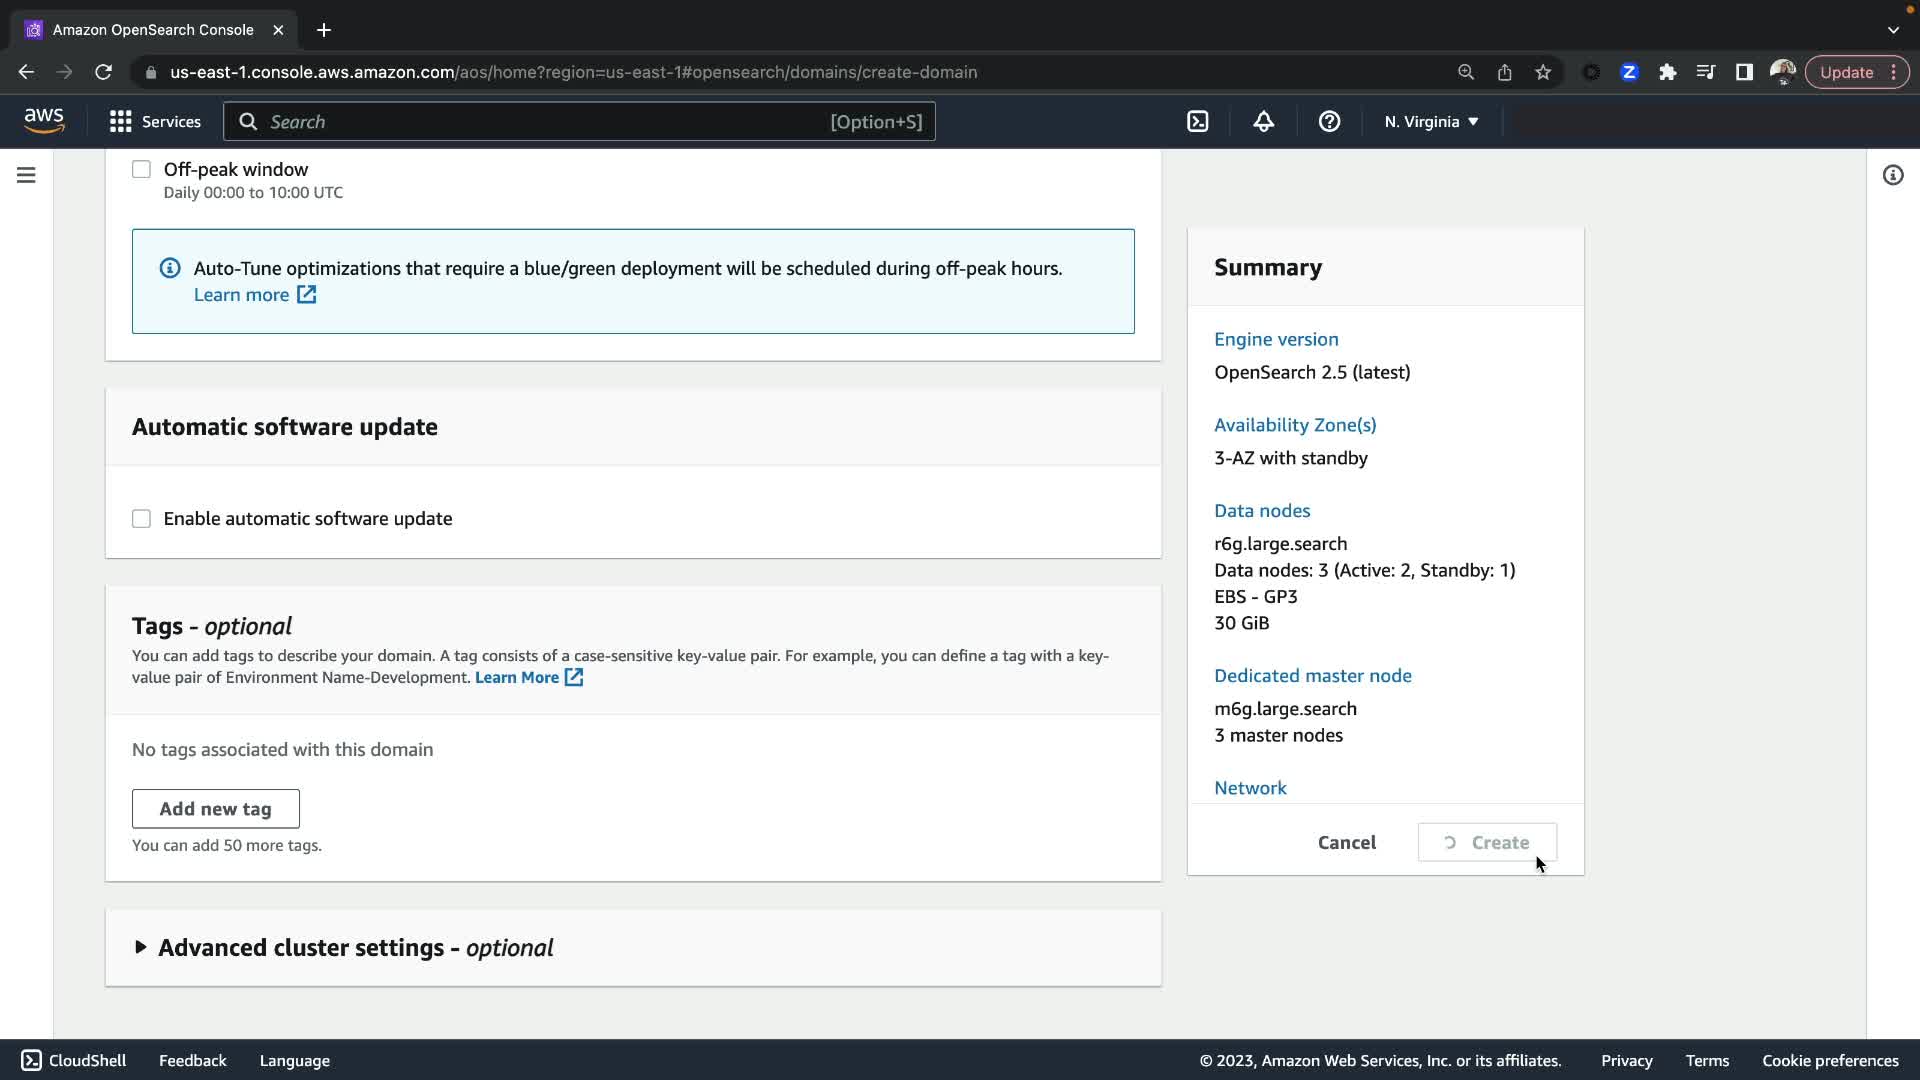 Amazon OpenSearch Console
us-east-1.console.aws.amazon.com/aos/home?region=us-east-1#opensearch/domains/create-domain
Z
Update
aws
Services
Search
[Option+S]
N. Virginia
Off-peak window
Daily 00:00 to 10:00 UTC
Auto-Tune optimizations that require a blue/green deployment will be scheduled during off-peak hours.
Learn more
Automatic software update
Enable automatic software update
Tags - optional
You can add tags to describe your domain. A tag consists of a case-sensitive key-value pair. For example, you can define a tag with a key-
value pair of Environment Name-Development. Learn More
No tags associated with this domain
Add new tag
You can add 50 more tags.
Advanced cluster settings - optional
Summary
Engine version
OpenSearch 2.5 (latest)
Availability Zone(s)
3-AZ with standby
Data nodes
r6g.large.search
Data nodes: 3 (Active: 2, Standby: 1)
EBS - GP3
30 GiB
Dedicated master node
m6g.large.search
3 master nodes
Network
Cancel
Create
CloudShell
Feedback
Language
© 2023, Amazon Web Services, Inc. or its affiliates.
Privacy
Terms
Cookie preferences